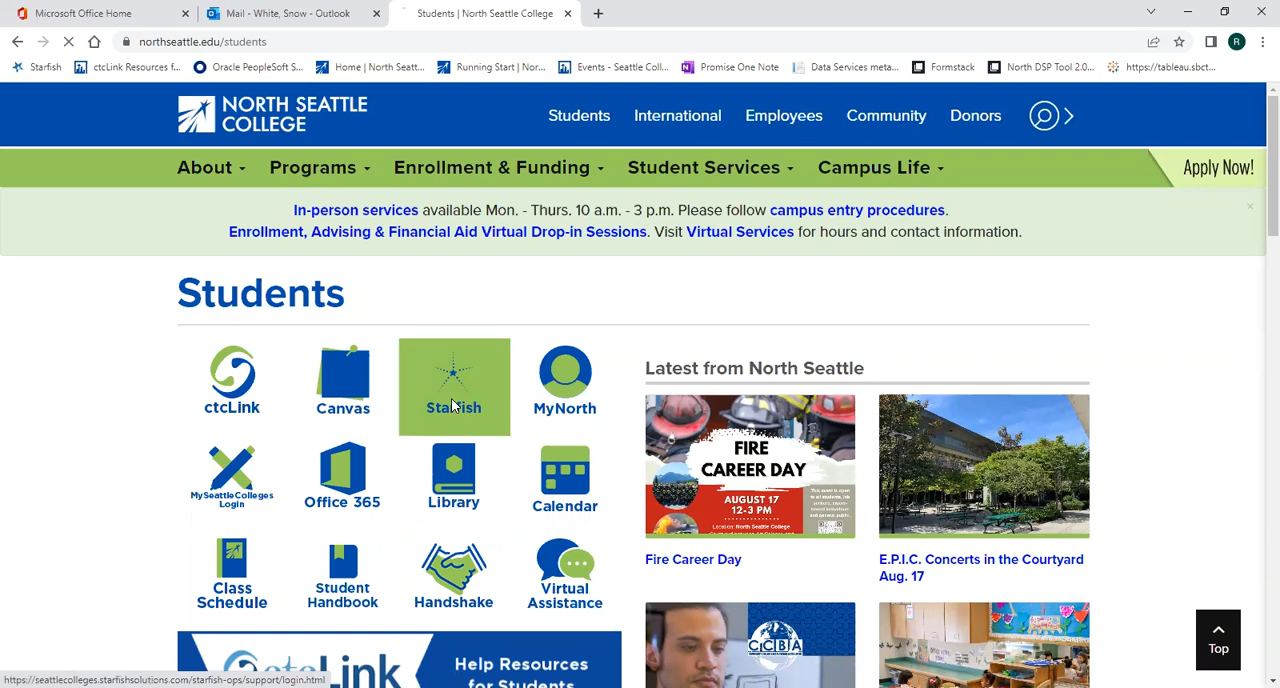 Microsoft Office Home
Mail - White, Snow - Outlook
Students | North Seattle College
northseattle.edu/students
R
Starfish
ctcLink Resources f...
Oracle PeopleSoft S...
Home | North Seatt...
Running Start | Nor...
Events - Seattle Coll...
Promise One Note
Data Services meta...
Formstack
North DSP Tool 2.0...
https://tableau.sbct...
NORTH SEATTLE
COLLEGE
Students
International
Employees
Community
Donors
About
Programs
Enrollment & Funding
Student Services
Campus Life
Apply Now!
In-person services available Mon. - Thurs. 10 a.m. - 3 p.m. Please follow campus entry procedures.
Enrollment, Advising & Financial Aid Virtual Drop-in Sessions. Visit Virtual Services for hours and contact information.
Students
ctcLink
Canvas
Starfish
MyNorth
MySeattleColleges
Login
Office 365
Library
Calendar
Class
Schedule
Student
Handbook
Handshake
Virtual
Assistance
Latest from North Seattle
FIRE
CAREER DAY
AUGUST 17
12-3 PM
Location: North Seattle
Fire Career Day
E.P.I.C. Concerts in the Courtyard
Aug. 17
CCBA
ctcLink
Help Resources
for Students
Top
https://seattlecolleges.starfishsolutions.com/starfish-ops/support/login.html